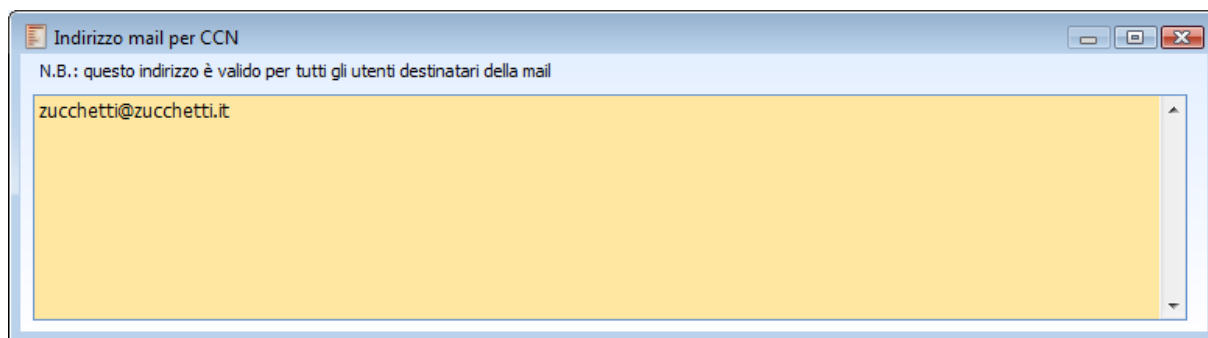 Indirizzo mail per CCN
N.B.: questo indirizzo è valido per tutti gli utenti destinatari della mail
zucchetti@zucchetti.it